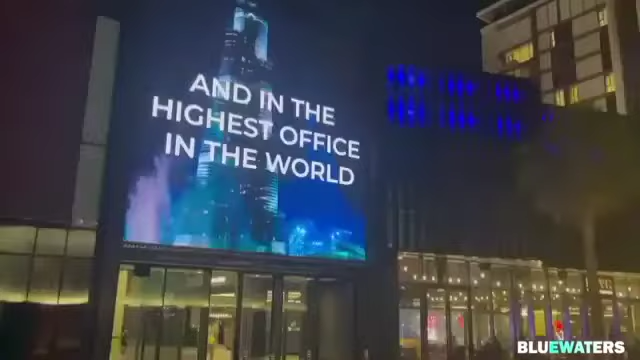 AND IN THE
HIGHEST OFFICE
IN THE WORLD
BLUEWATERS